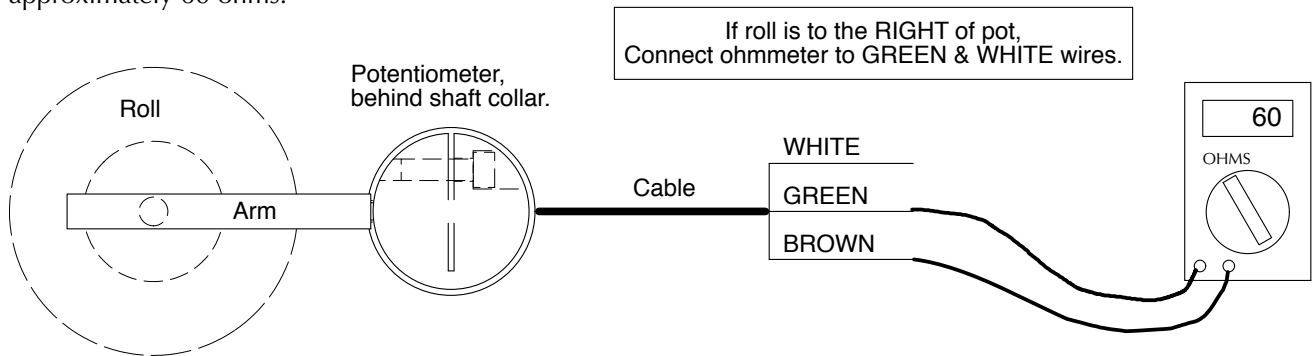 approximately 60 ohms.
If roll is to the RIGHT of pot,
Connect ohmmeter to GREEN & WHITE wires.
Potentiometer,
behind shaft collar.
Roll
60
OHMS
WHITE
Cable
GREEN
Arm
BROWN